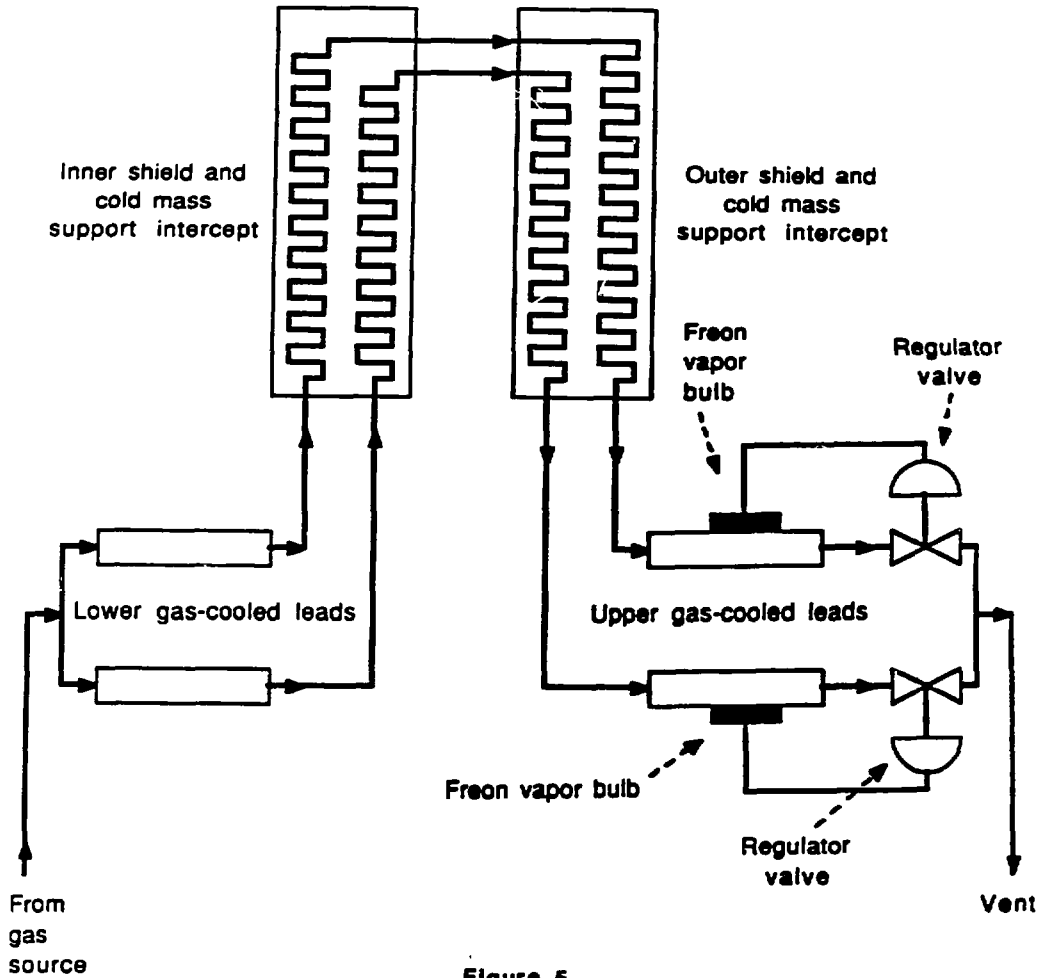 Inner shield and
cold mass
support intercept
Outer shield and
cold mass
support intercept
Freon
vapor
bulb
Regulator
valve
Lower gas-cooled leads
Upper gas-cooled leads
Freon vapor bulb
Regulator
valve
From
gas
source
Vent
Figure 5